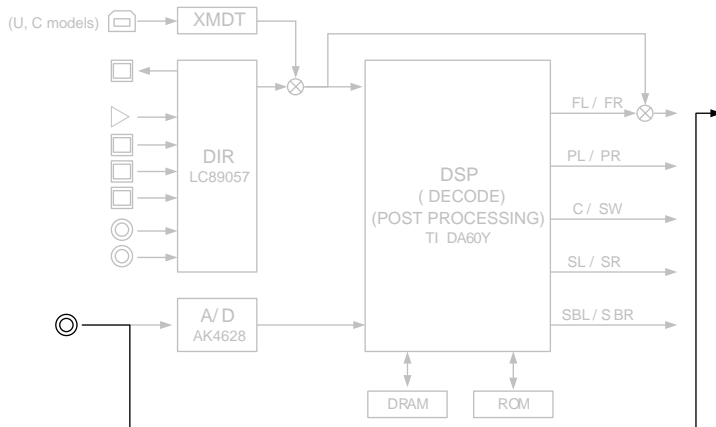 (U, C models)
XMDT
DIR
LC89057
A/D
AK4628
DSP
( DECODE)
(POST PROCESSING)
TI DA60Y
FL / FR
PL / PR
C / SW
SL / SR
SBL / SBR
DRAM
ROM